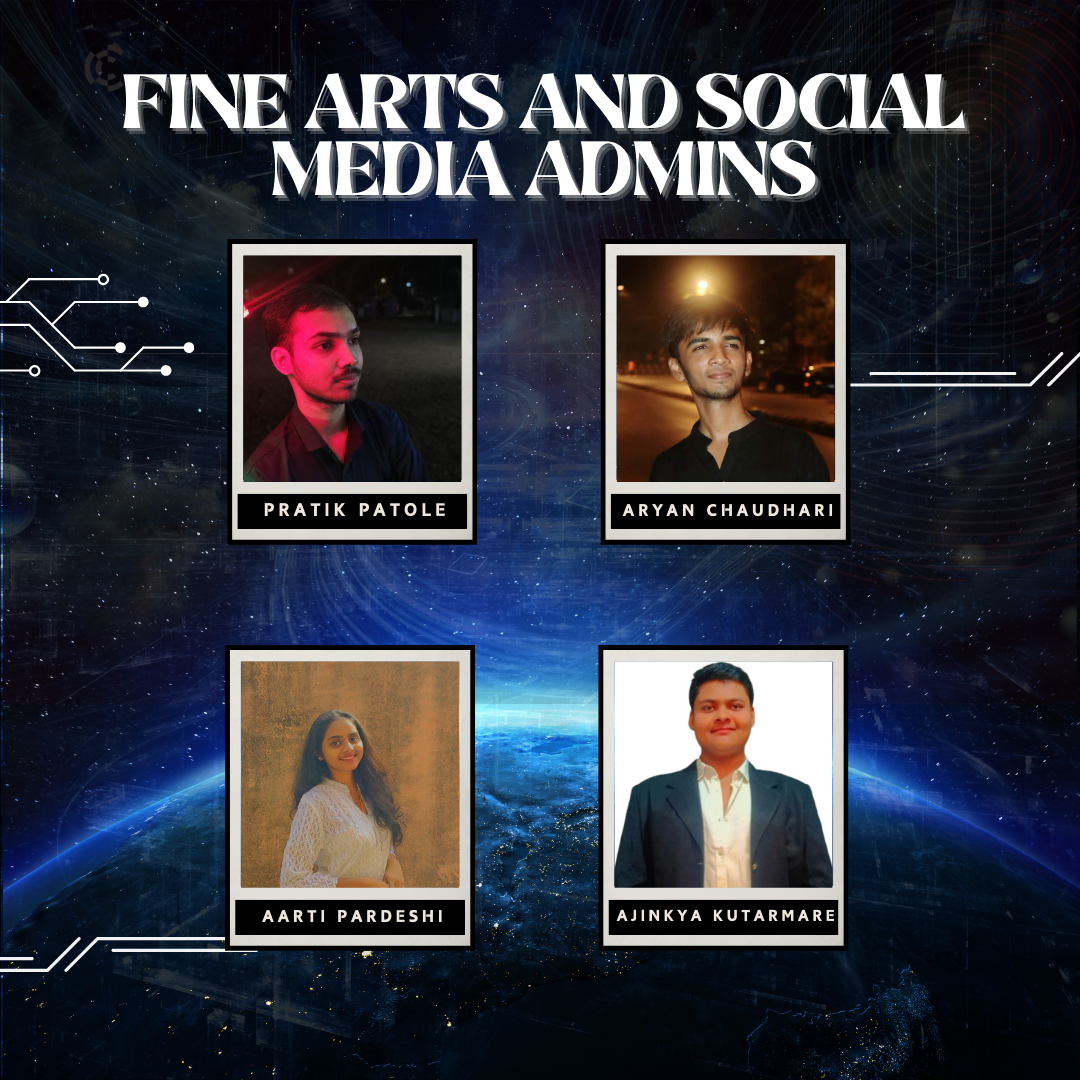 FINE ARTS AND SOCIAL
MEDIA ADMINS
PRATIK PATOLE
ARYAN CHAUDHARI
AARTI PARDESHI
AJINKYA KUTARMARE